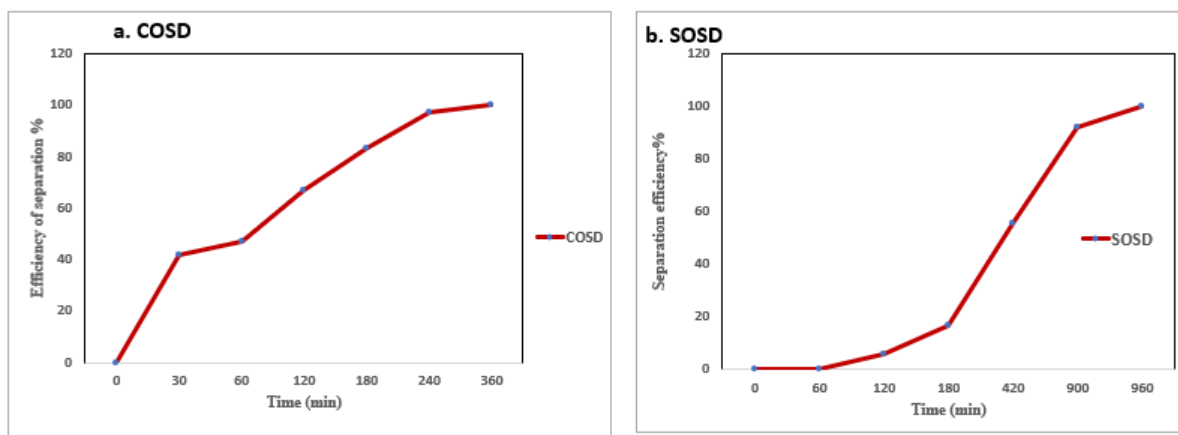 a. COSD
Efficiency of separation %
120
100
80
60
40
20
0
0 30 60 120 180 240 360
Time (min)
COSD
b. SOSD
Separation efficiency%
120
100
80
60
40
20
0
0 60 120 180 420 900 960
Time (min)
SOSD